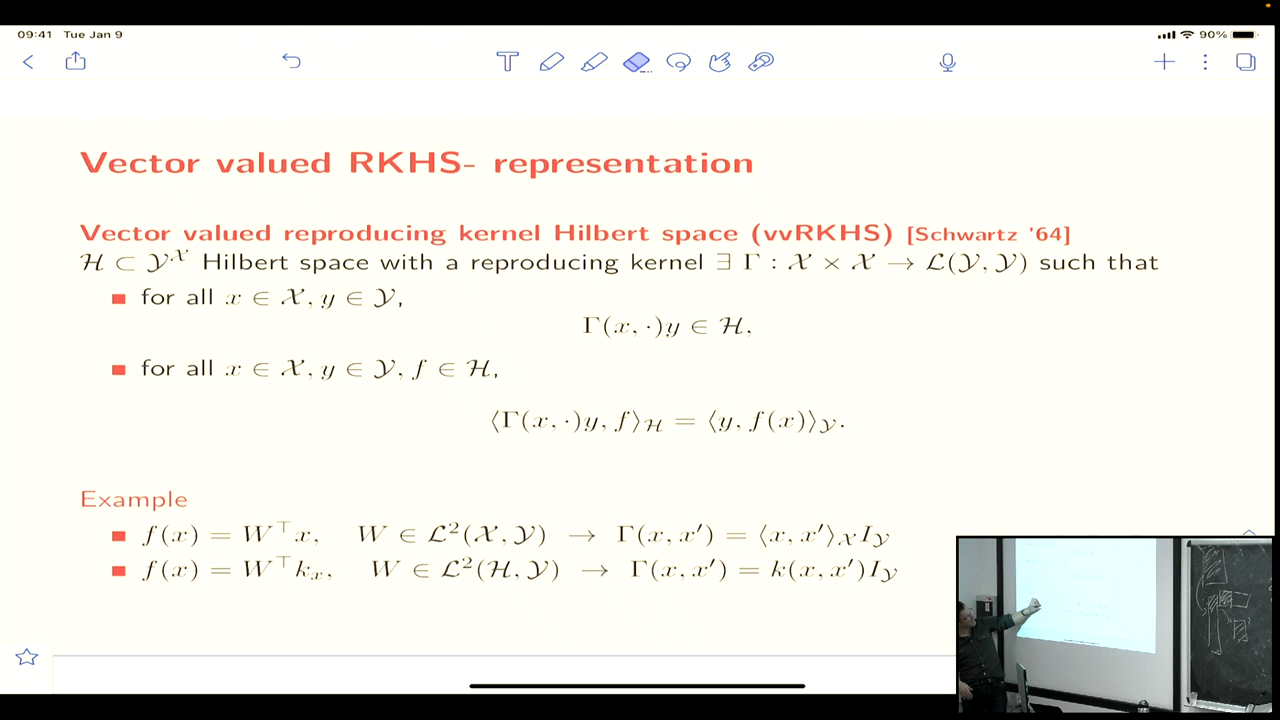 09:41 Tue Jan 9
90%
Vector valued RKHS- representation
Vector valued reproducing kernel Hilbert space (vvRKHS) [Schwartz '64]
ℋ ⊂ 𝒴^𝒳 Hilbert space with a reproducing kernel ∃ Γ : 𝒳 × 𝒳 → ℒ(𝒴, 𝒴) such that
■ for all x ∈ 𝒳, y ∈ 𝒴,
Γ(x, ·)y ∈ ℋ,
■ for all x ∈ 𝒳, y ∈ 𝒴, f ∈ ℋ,
⟨Γ(x, ·)y, f⟩_ℋ = ⟨y, f(x)⟩_𝒴.
Example
■ f(x) = W^⊤ x, W ∈ ℒ²(𝒳, 𝒴) → Γ(x, x′) = ⟨x, x′⟩_𝒳 I_𝒴
■ f(x) = W^⊤ k_x, W ∈ ℒ²(ℋ, 𝒴) → Γ(x, x′) = k(x, x′)I_𝒴